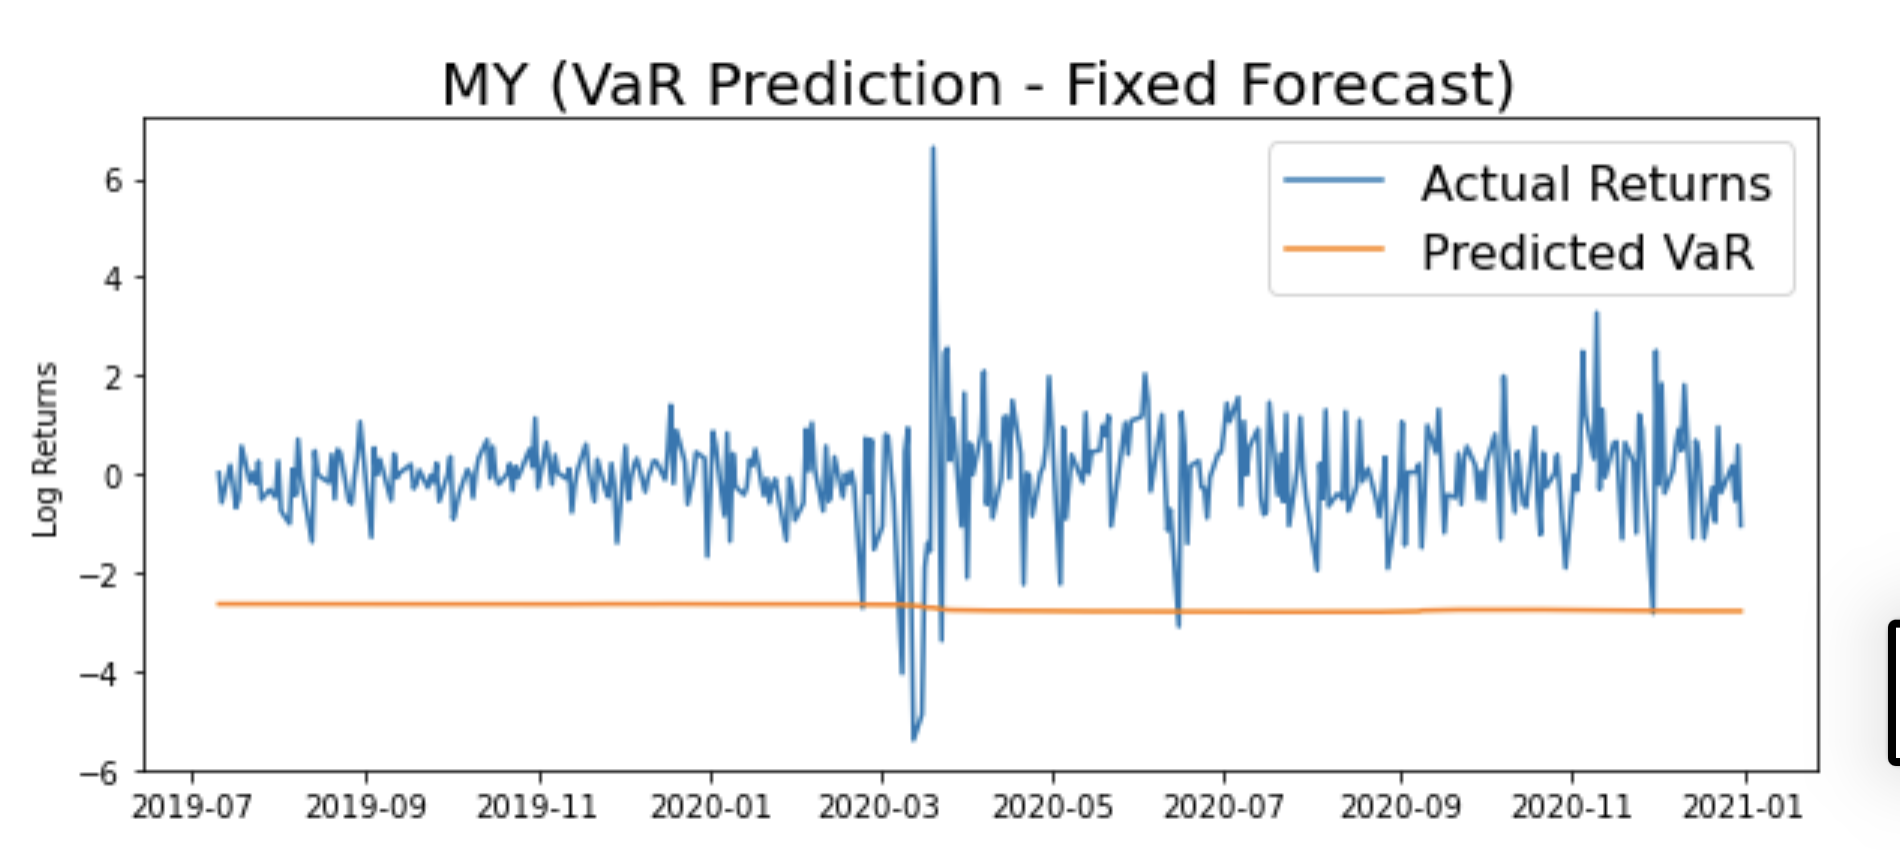 MY (VaR Prediction - Fixed Forecast)
Actual Returns
Predicted VaR
Log Returns
6
4
2
0
−2
−4
−6
2019-07 2019-09 2019-11 2020-01 2020-03 2020-05 2020-07 2020-09 2020-11 2021-01